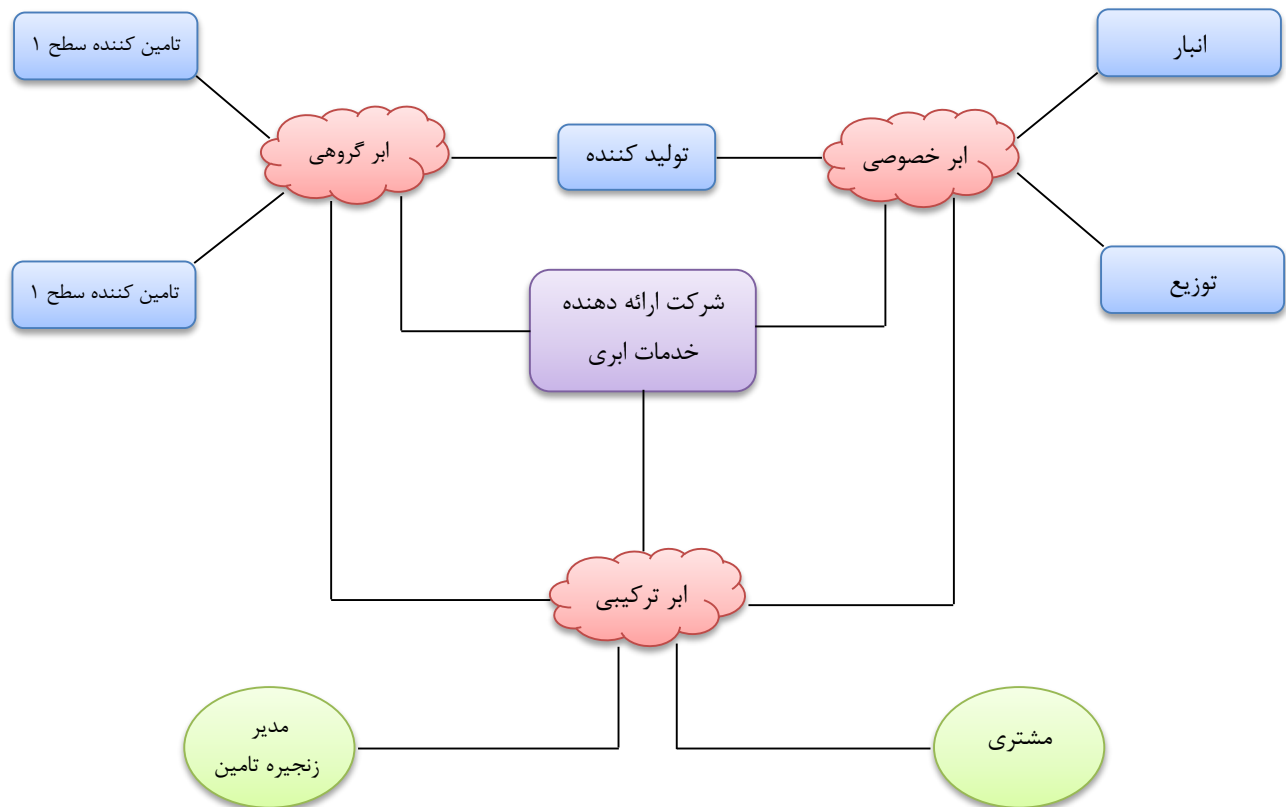 انبار
تامین کننده سطح ۱
ابر خصوصی
تولید کننده
ابر گروهی
توزیع
تامین کننده سطح ۱
شرکت ارائه دهنده
خدمات ابری
ابر ترکیبی
مشتری
مدیر
زنجیره تامین